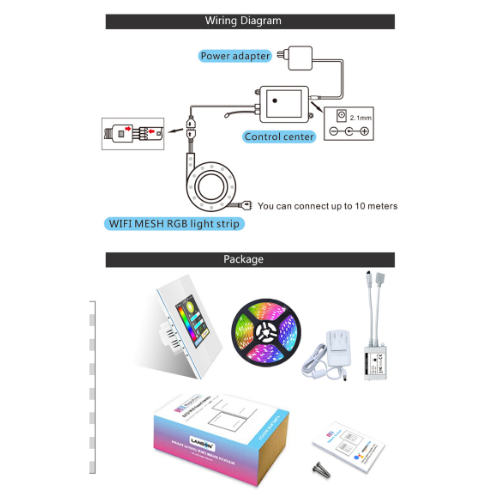 Wiring Diagram
Power adapter
2.1mm
Control center
You can connect up to 10 meters
WIFI MESH RGB light strip
Package
LANBON